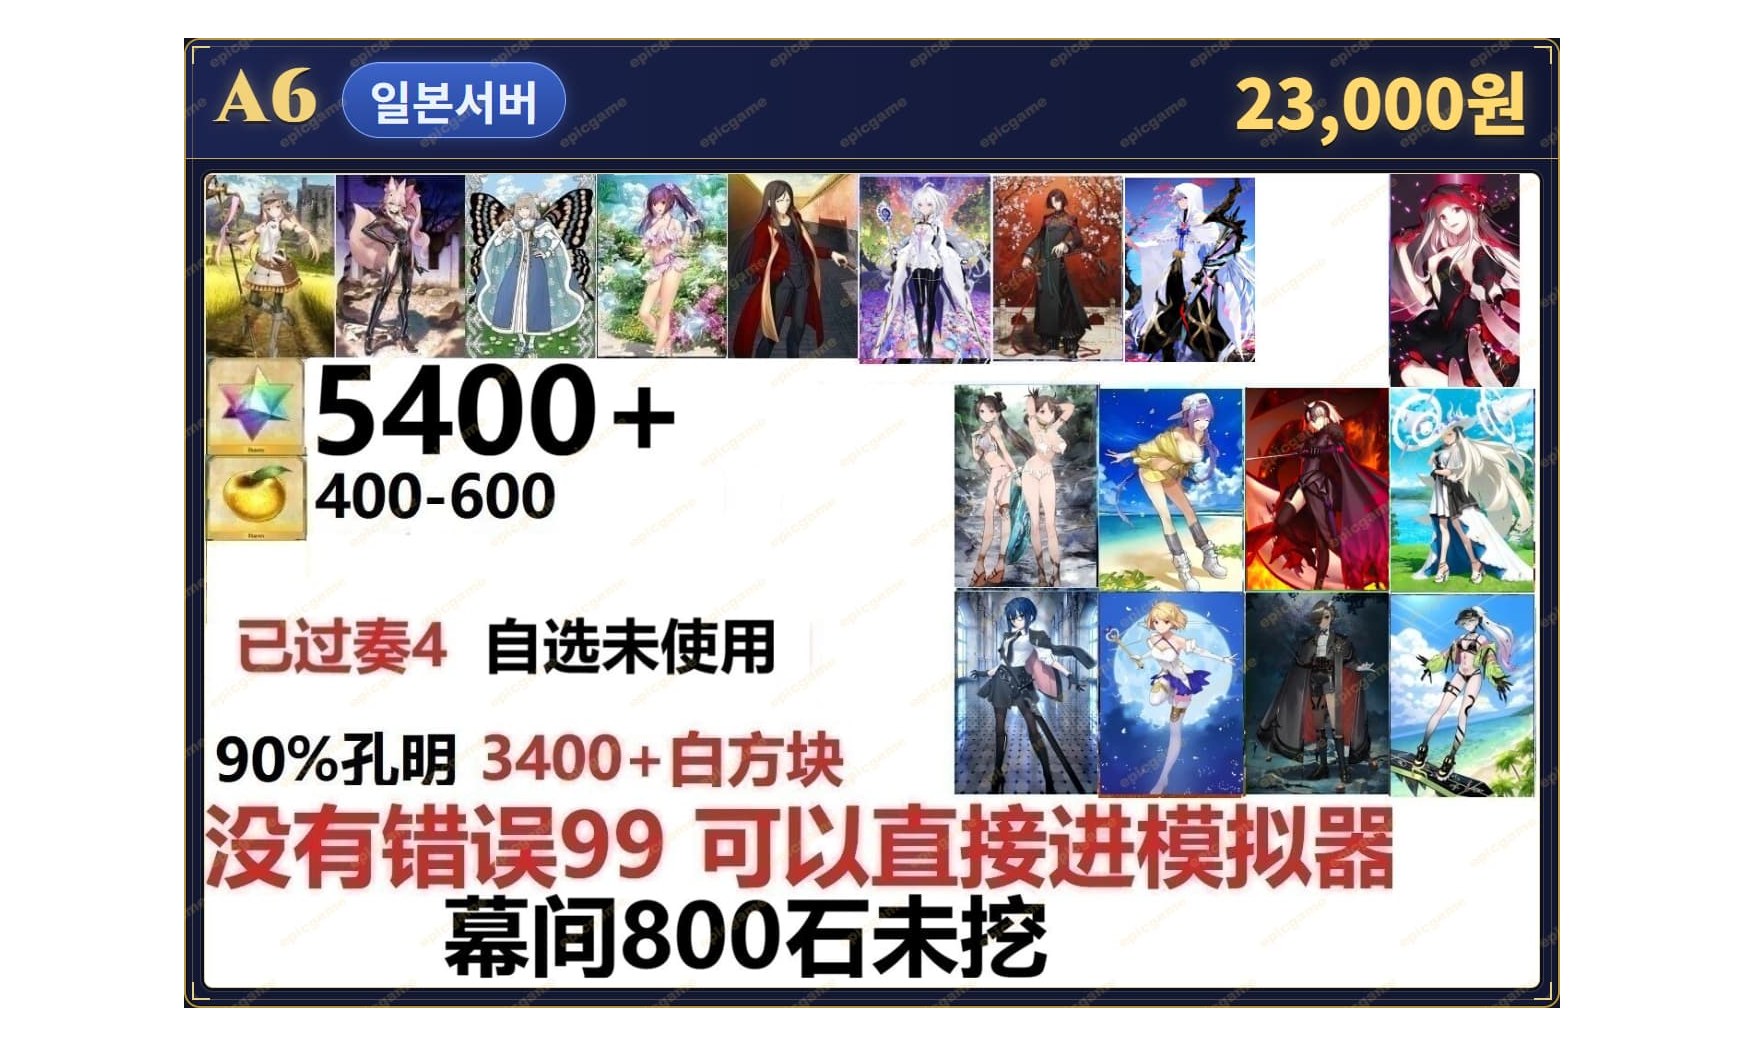 A6 일본서버 23,000원
5400+
400-600
已过奏4 自选未使用
90%孔明 3400+白方块
没有错误99 可以直接进模拟器
幕间800石未挖
epicgame